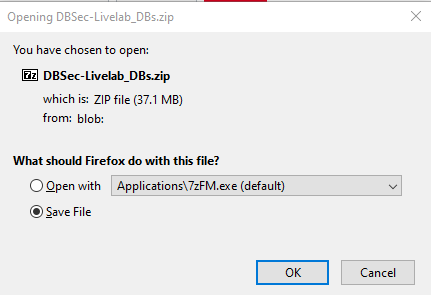 Opening DBSec-Livelab_DBs.zip
You have chosen to open:
7z DBSec-Livelab_DBs.zip
which is: ZIP file (37.1 MB)
from: blob:
What should Firefox do with this file?
Open with Applications\7zFM.exe (default)
Save File
OK Cancel